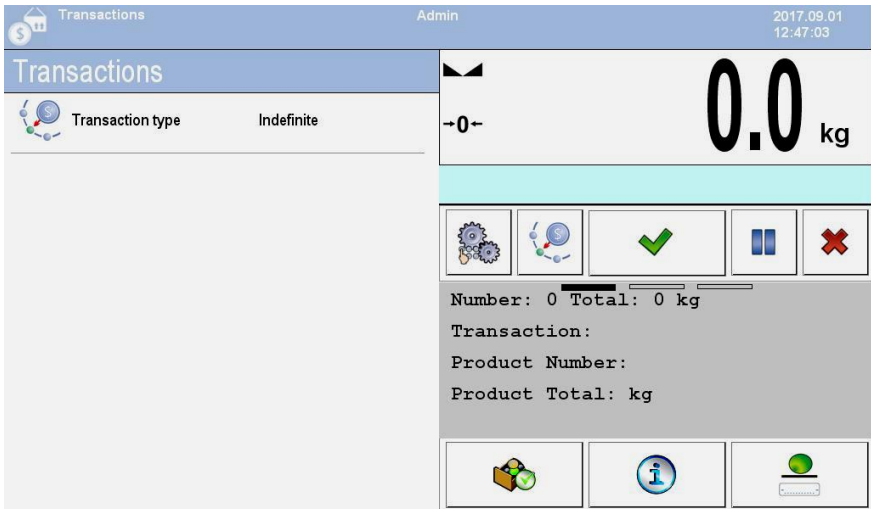 Transactions
Admin
2017.09.01
12:47:03
Transactions
Transaction type Indefinite
→0←
0.0 kg
Number: 0 Total: 0 kg
Transaction:
Product Number:
Product Total: kg